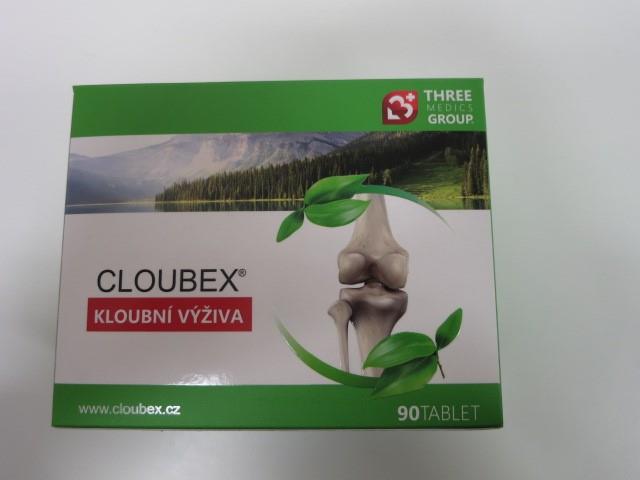 THREE
MEDICS
GROUP.
CLOUBEX®
KLOUBNÍ VÝŽIVA
www.cloubex.cz
90TABLET